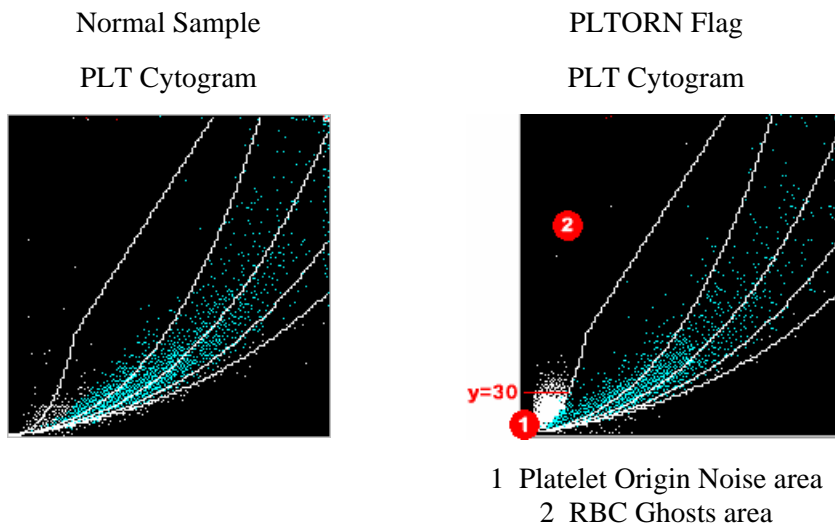 Normal Sample
PLT Cytogram
PLTORN Flag
PLT Cytogram
2
y=30
1
1 Platelet Origin Noise area
2 RBC Ghosts area